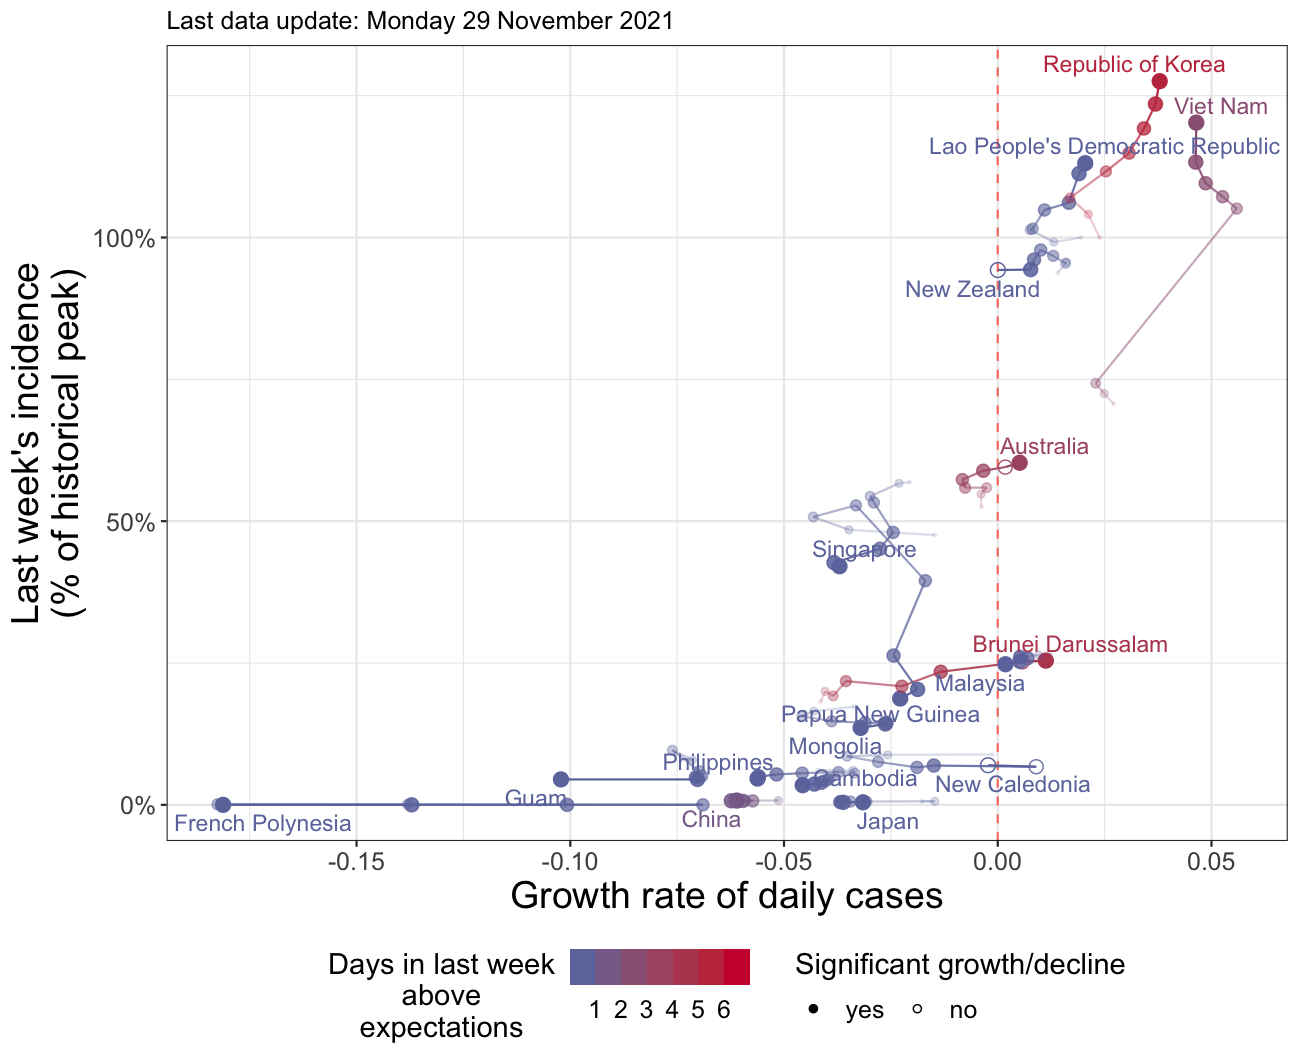 Last data update: Monday 29 November 2021
Republic of Korea
Viet Nam
Lao People's Democratic Republic
100%
New Zealand
Last week's incidence
(% of historical peak)
Australia
50%
Singapore
Brunei Darussalam
Malaysia
Papua New Guinea
Mongolia
Philippines
Cambodia
New Caledonia
Guam
0%
China
French Polynesia
Japan
-0.15
-0.10
-0.05
0.00
0.05
Growth rate of daily cases
Days in last week
above
expectations
1 2 3 4 5 6
Significant growth/decline
yes
no